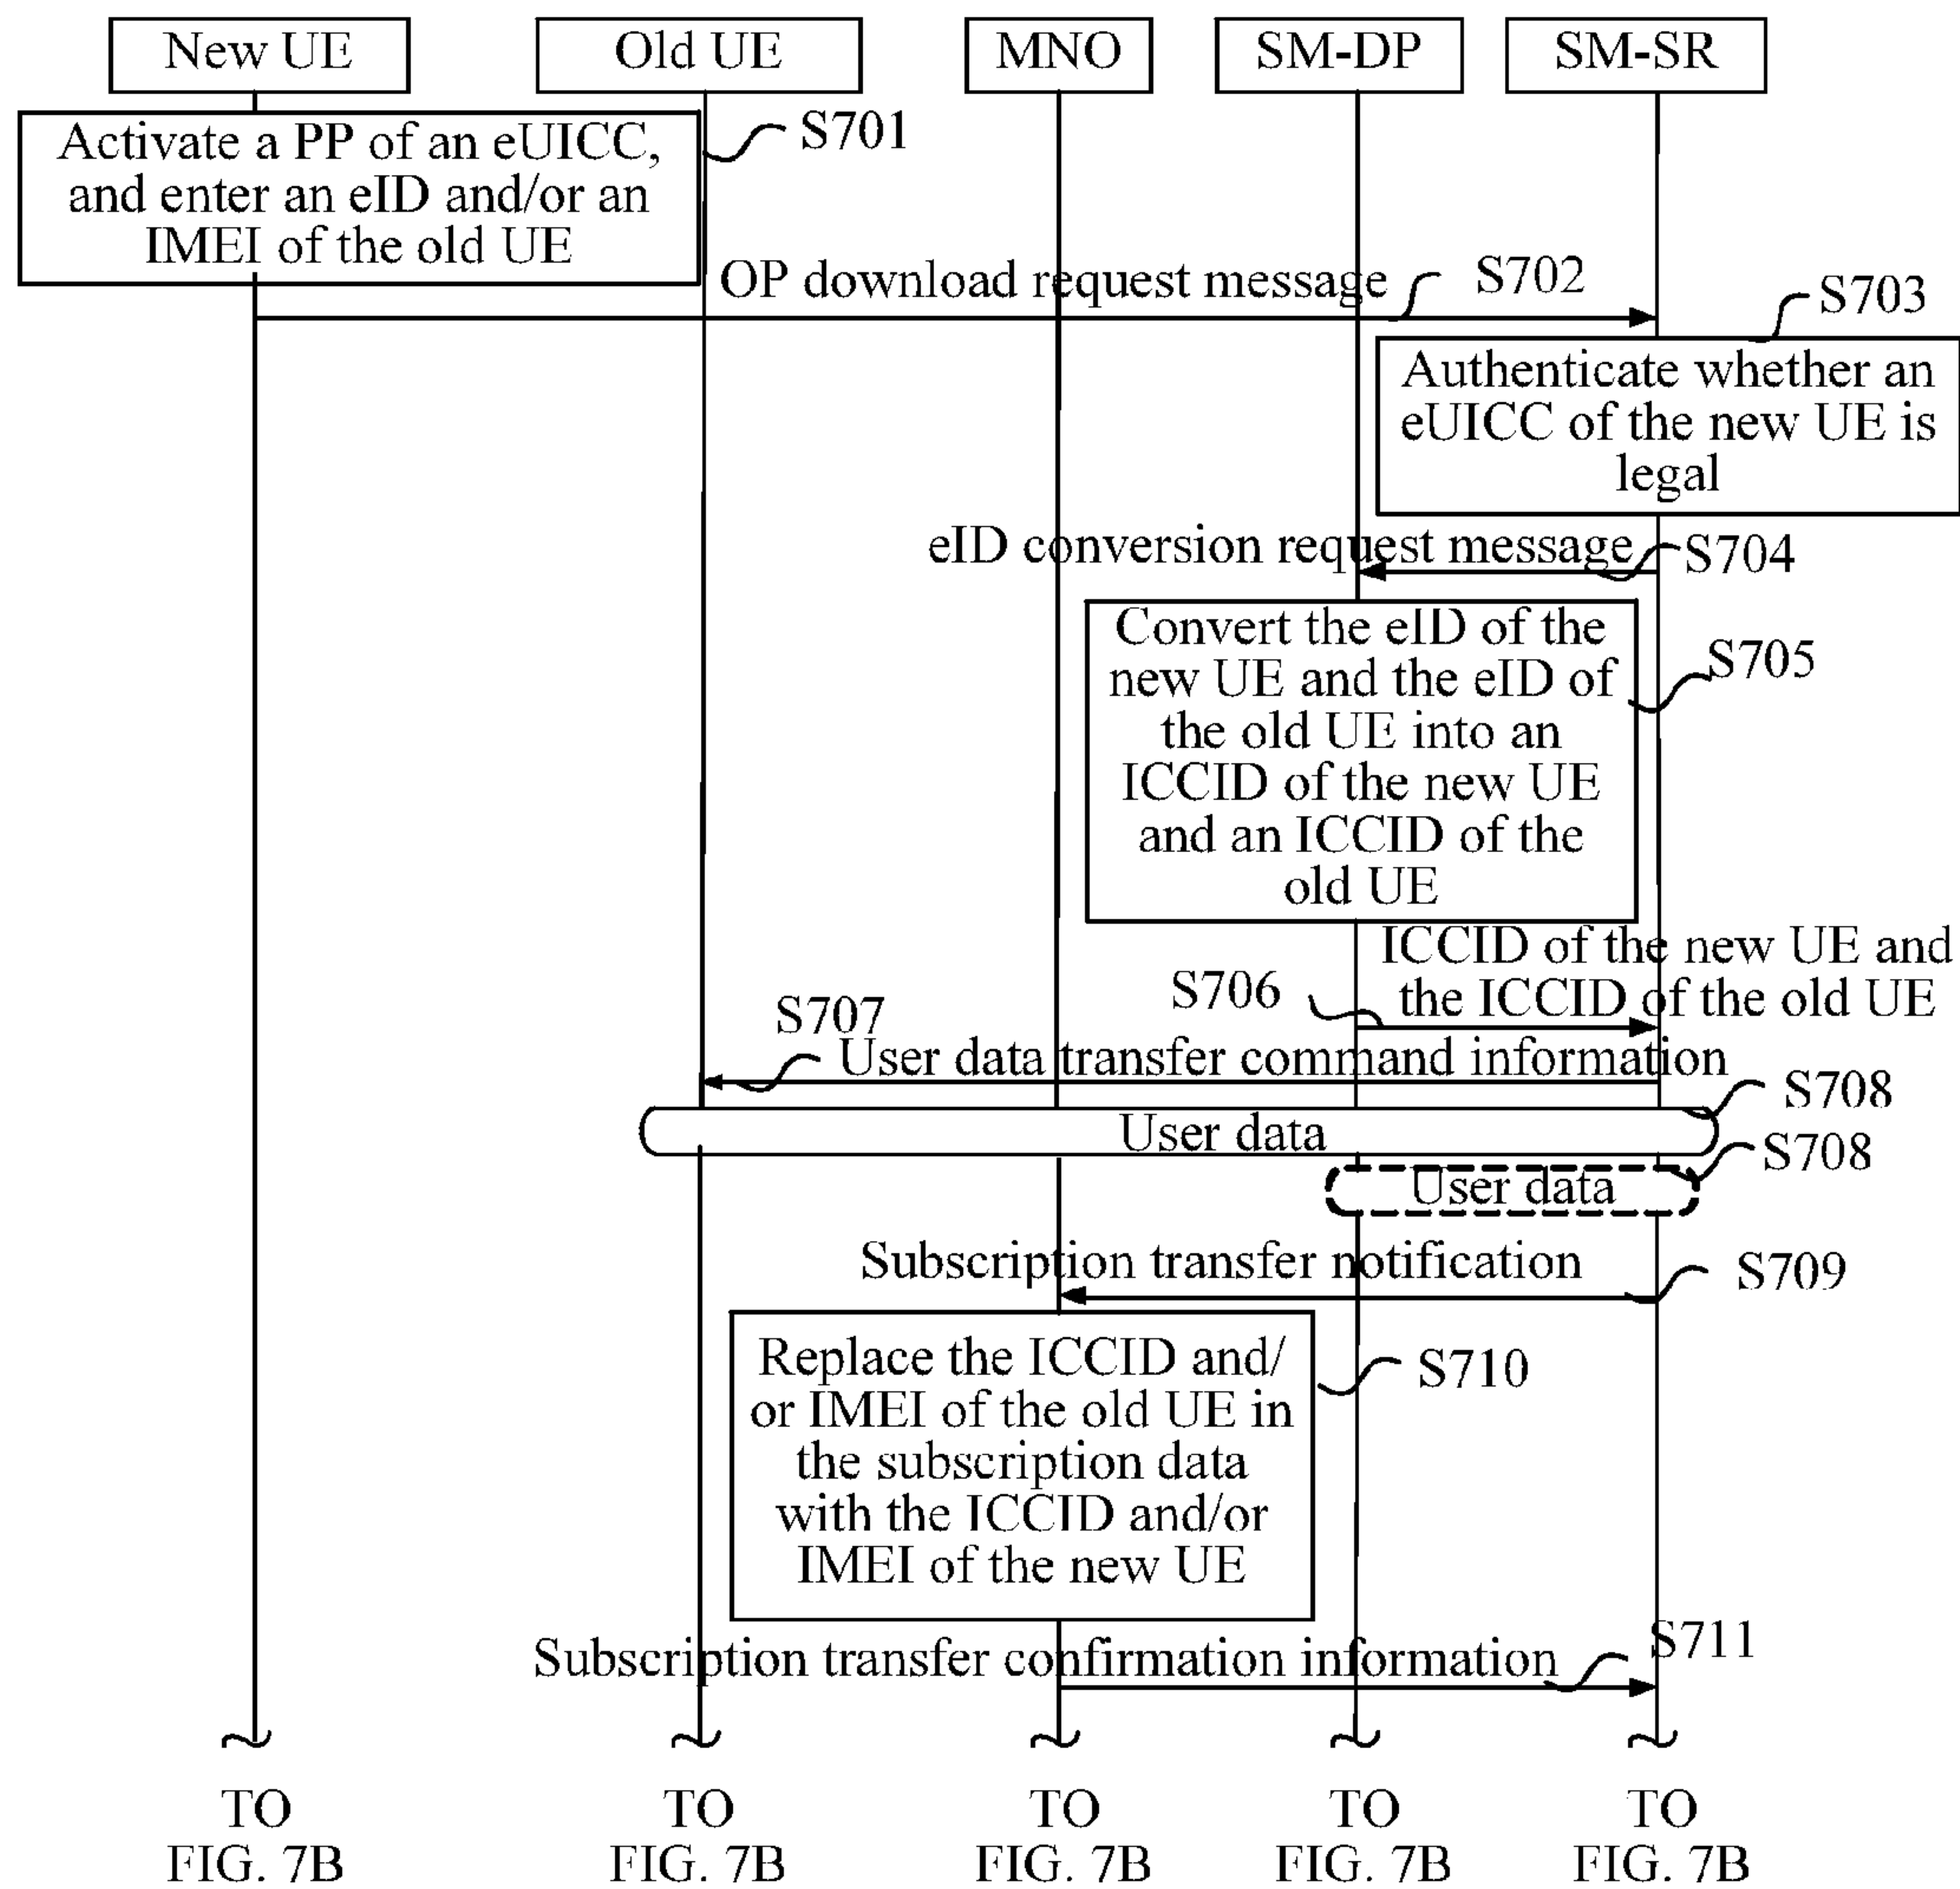 New UE
Old UE
MNO
SM-DP
SM-SR
Activate a PP of an eUICC,
and enter an eID and/or an
IMEI of the old UE
S701
OP download request message
S702
S703
Authenticate whether an
eUICC of the new UE is
legal
eID conversion request message
S704
Convert the eID of the
new UE and the eID of
the old UE into an
ICCID of the new UE
and an ICCID of the
old UE
S705
ICCID of the new UE and
the ICCID of the old UE
S706
S707
User data transfer command information
S708
User data
S708
User data
Subscription transfer notification
S709
Replace the ICCID and/
or IMEI of the old UE in
the subscription data
with the ICCID and/or
IMEI of the new UE
S710
S711
Subscription transfer confirmation information
TO
FIG. 7B
TO
FIG. 7B
TO
FIG. 7B
TO
FIG. 7B
TO
FIG. 7B